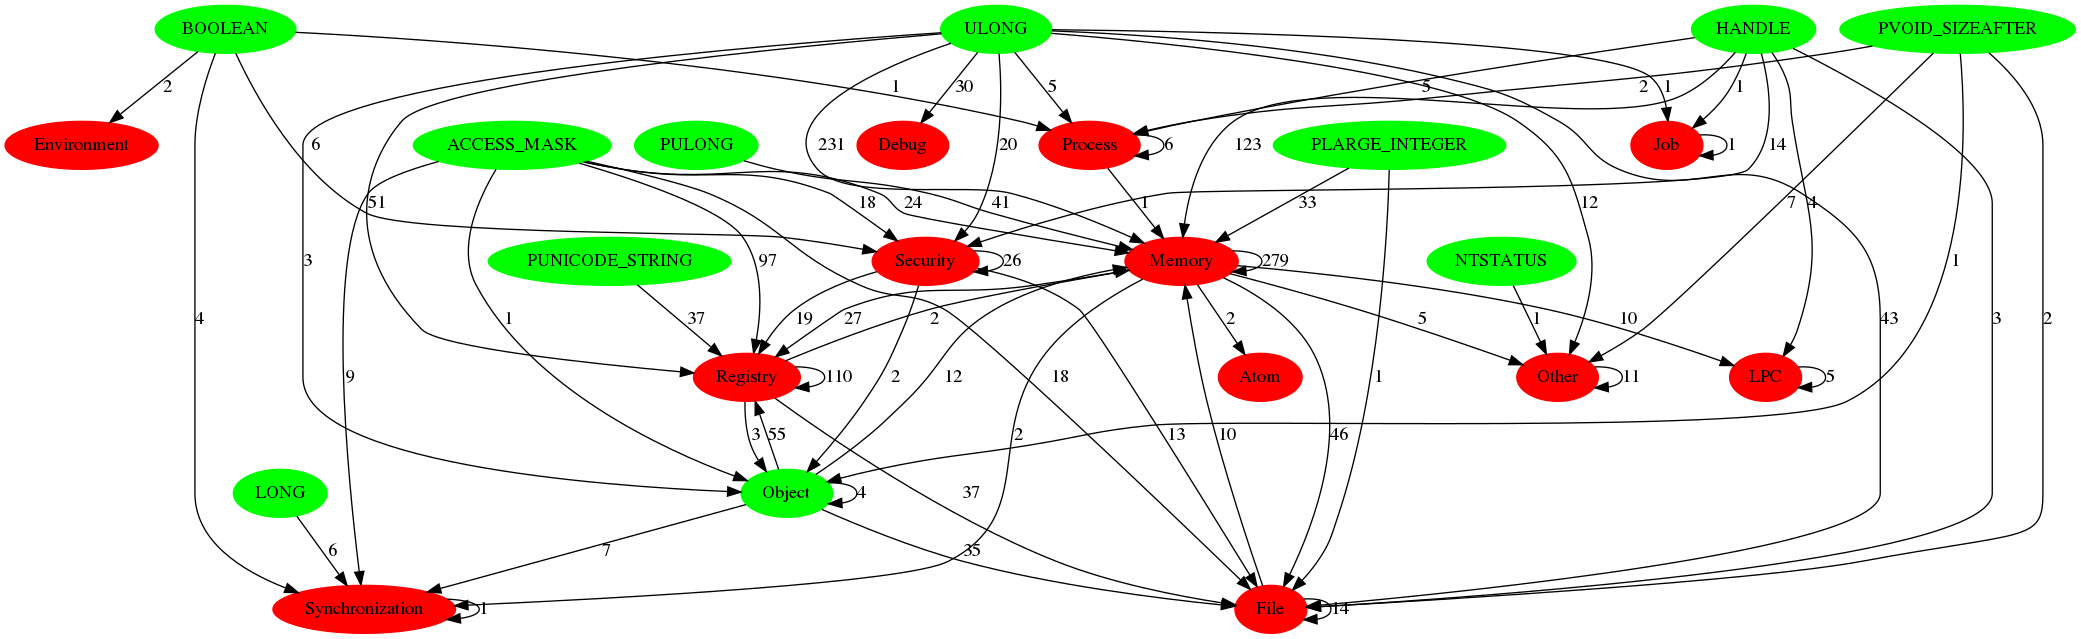 BOOLEAN
ULONG
HANDLE
PVOID_SIZEAFTER
2
30
5
1
5
2
1
1
Environment
6
ACCESS_MASK
PULONG
231
Debug
20
Process
6
123
PLARGE_INTEGER
Job
1
14
51
18
24
41
1
33
12
7
4
3
PUNICODE_STRING
97
Security
26
Memory
279
NTSTATUS
1
4
1
37
19
27
2
2
5
1
10
43
3
2
9
Registry
110
2
12
18
Atom
1
Other
11
LPC
5
3
55
2
13
10
46
LONG
Object
4
37
6
7
35
Synchronization
1
File
14